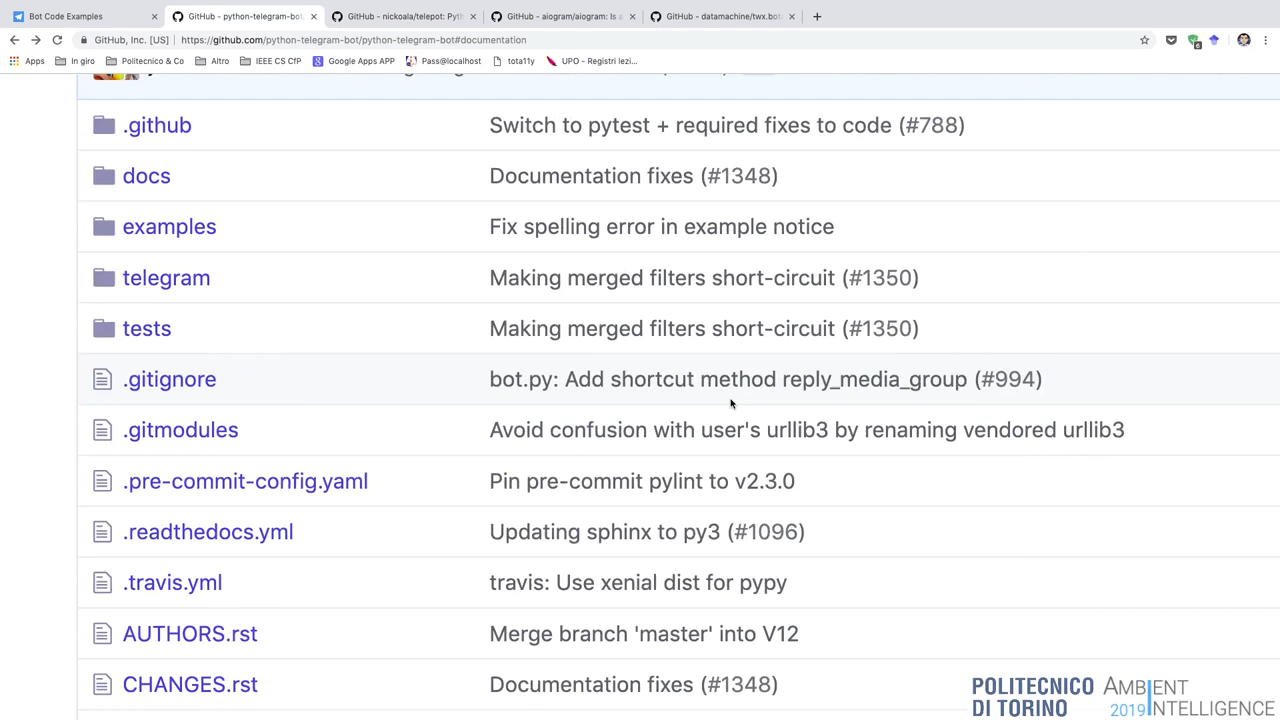 Bot Code Examples
GitHub - python-telegram-bot
GitHub - nickoala/telepot: Pyth
GitHub - aiogram/aiogram: Is a
GitHub - datamachine/twx.bot
GitHub, Inc. [US]
https://github.com/python-telegram-bot/python-telegram-bot#documentation
Apps
In giro
Politecnico & Co
Altro
IEEE CS CfP
Google Apps APP
Pass@localhost
tota11y
UPO - Registri lezi...
.github
Switch to pytest + required fixes to code (#788)
docs
Documentation fixes (#1348)
examples
Fix spelling error in example notice
telegram
Making merged filters short-circuit (#1350)
tests
Making merged filters short-circuit (#1350)
.gitignore
bot.py: Add shortcut method reply_media_group (#994)
.gitmodules
Avoid confusion with user's urllib3 by renaming vendored urllib3
.pre-commit-config.yaml
Pin pre-commit pylint to v2.3.0
.readthedocs.yml
Updating sphinx to py3 (#1096)
.travis.yml
travis: Use xenial dist for pypy
AUTHORS.rst
Merge branch 'master' into V12
CHANGES.rst
Documentation fixes (#1348)
POLITECNICO
DI TORINO
AMBIENT
2019 INTELLIGENCE